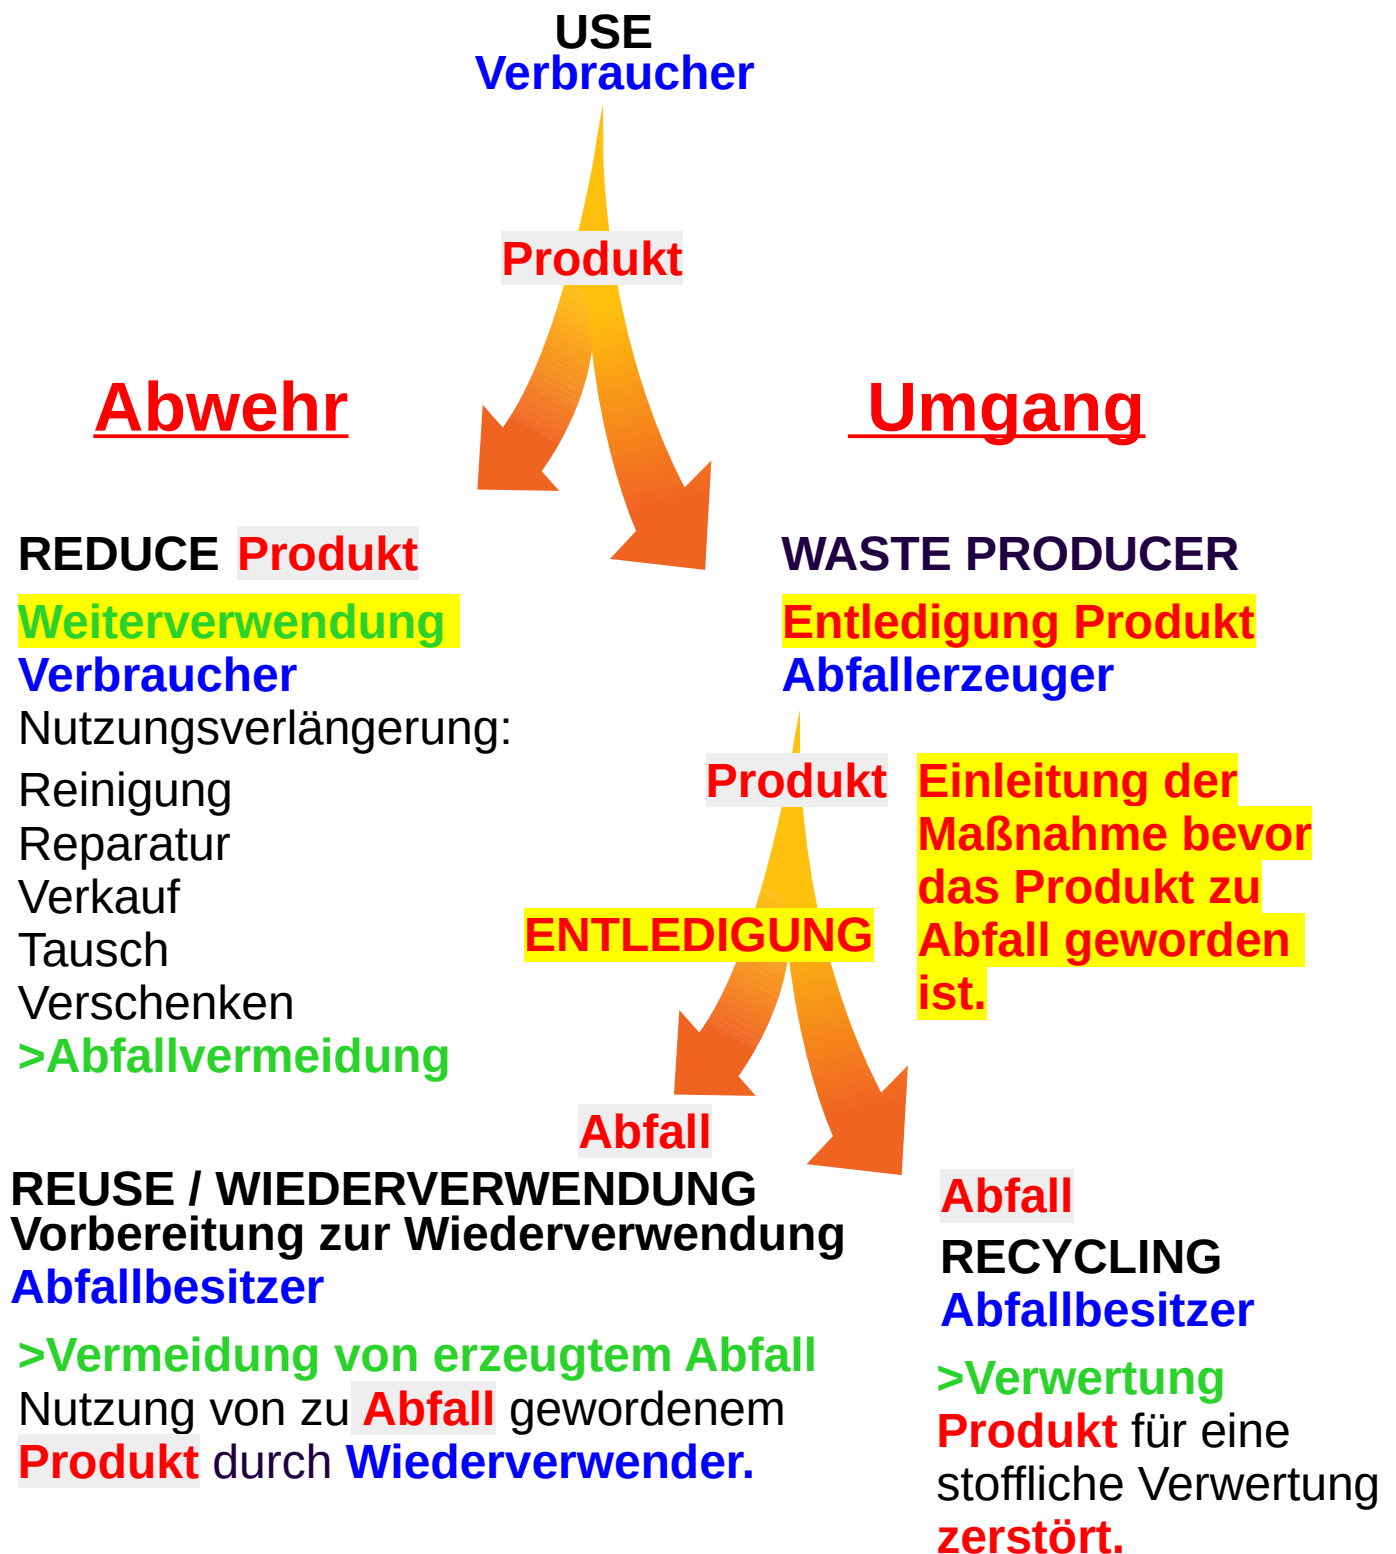 USE
Verbraucher
Produkt
Abwehr
Umgang
REDUCE Produkt
Weiterverwendung
Verbraucher
Nutzungsverlängerung:
Reinigung
Reparatur
Verkauf
Tausch
Verschenken
>Abfallvermeidung
WASTE PRODUCER
Entledigung Produkt
Abfallerzeuger
Produkt
Einleitung der
Maßnahme bevor
das Produkt zu
Abfall geworden
ist.
ENTLEDIGUNG
Abfall
REUSE / WIEDERVERWENDUNG
Vorbereitung zur Wiederverwendung
Abfallbesitzer
>Vermeidung von erzeugtem Abfall
Nutzung von zu Abfall gewordenem
Produkt durch Wiederverwender.
Abfall
RECYCLING
Abfallbesitzer
>Verwertung
Produkt für eine
stoffliche Verwertung
zerstört.